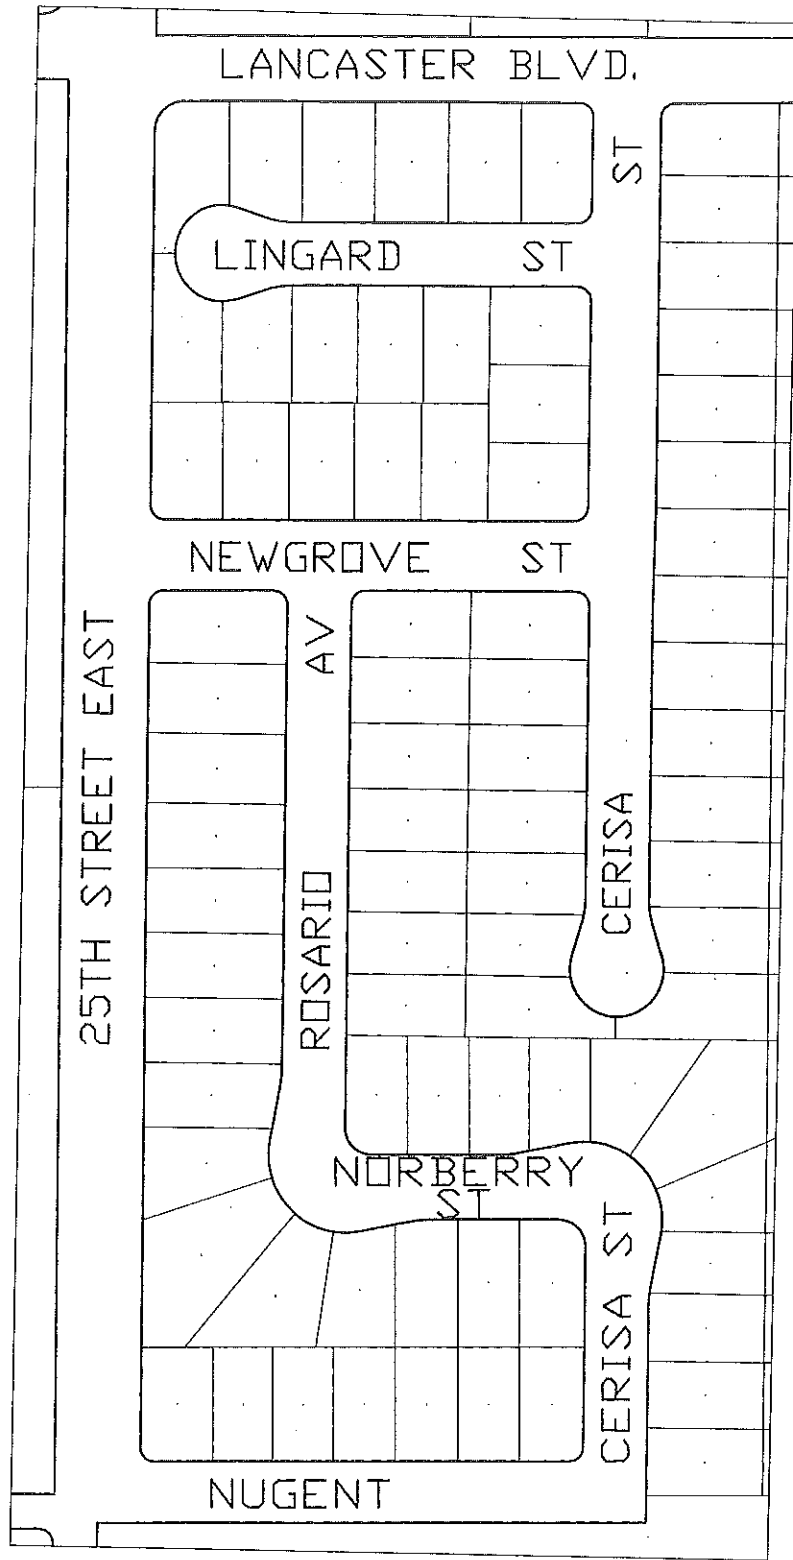 LANCASTER BLVD.
ST
LINGARD ST
NEWGROVE ST
AV
25TH STREET EAST
CERISA
ROSARIO
NORBERRY
ST
CERISA ST
NUGENT